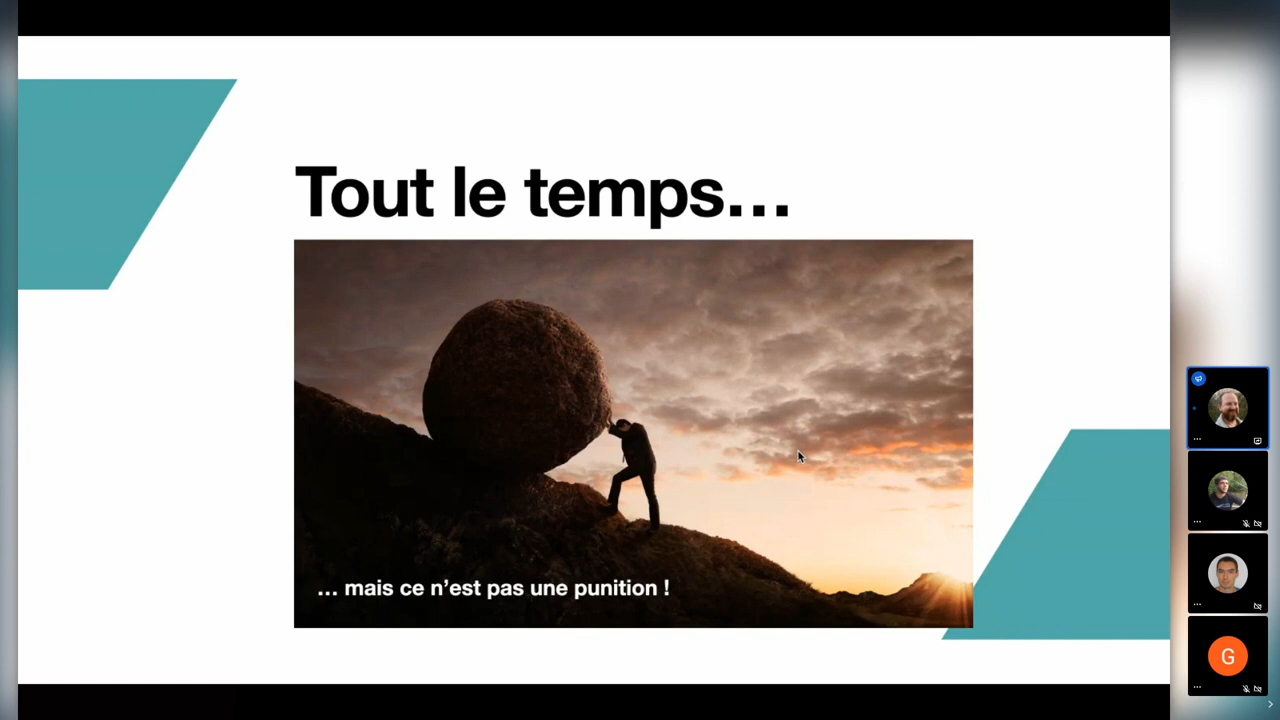 Tout le temps…
… mais ce n’est pas une punition !
G